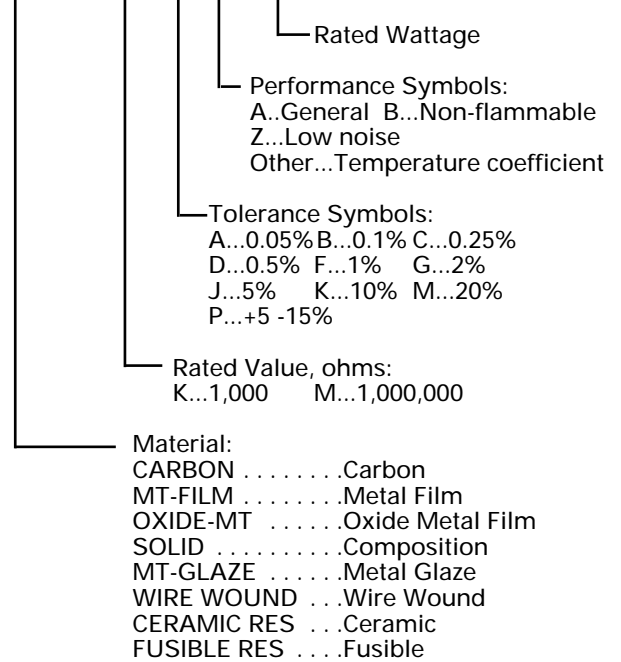 Rated Wattage
Performance Symbols:
A..General B...Non-flammable
Z...Low noise
Other...Temperature coefficient
Tolerance Symbols:
A...0.05% B...0.1% C...0.25%
D...0.5% F...1% G...2%
J...5% K...10% M...20%
P...+5 -15%
Rated Value, ohms:
K...1,000 M...1,000,000
Material:
CARBON . . . . . . . .Carbon
MT-FILM . . . . . . . .Metal Film
OXIDE-MT . . . . . .Oxide Metal Film
SOLID . . . . . . . . . .Composition
MT-GLAZE . . . . . .Metal Glaze
WIRE WOUND . . .Wire Wound
CERAMIC RES . . .Ceramic
FUSIBLE RES . . . .Fusible